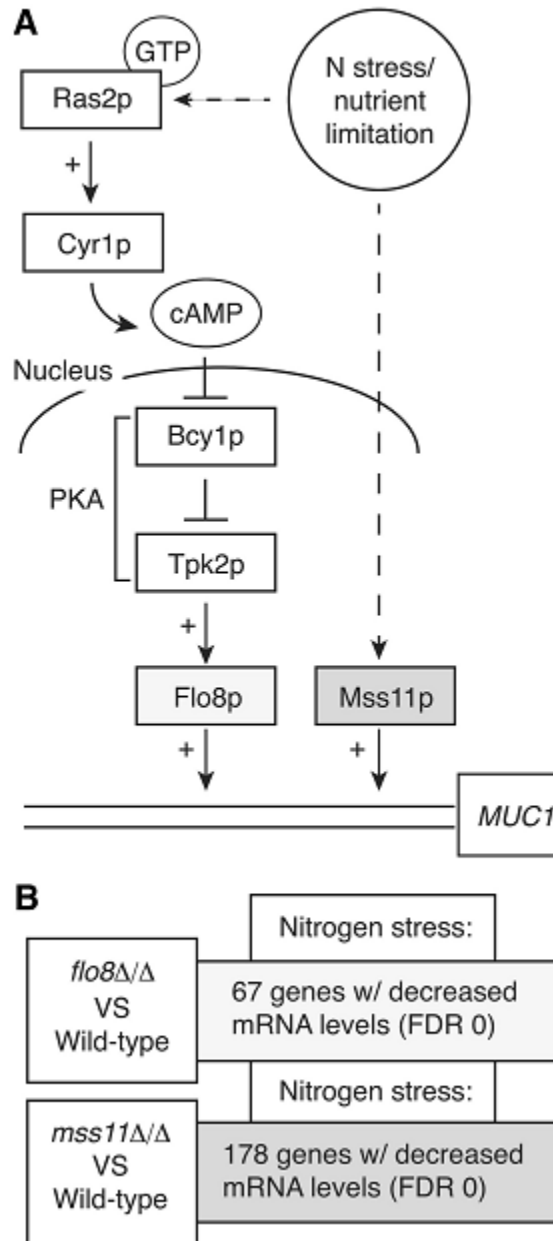 A
GTP
Ras2p
N stress/
nutrient
limitation
+
Cyr1p
cAMP
Nucleus
Bcy1p
PKA
Tpk2p
+
Flo8p
Mss11p
+
+
MUC1
B
Nitrogen stress:
flo8Δ/Δ
VS
Wild-type
67 genes w/ decreased
mRNA levels (FDR 0)
Nitrogen stress:
mss11Δ/Δ
VS
Wild-type
178 genes w/ decreased
mRNA levels (FDR 0)